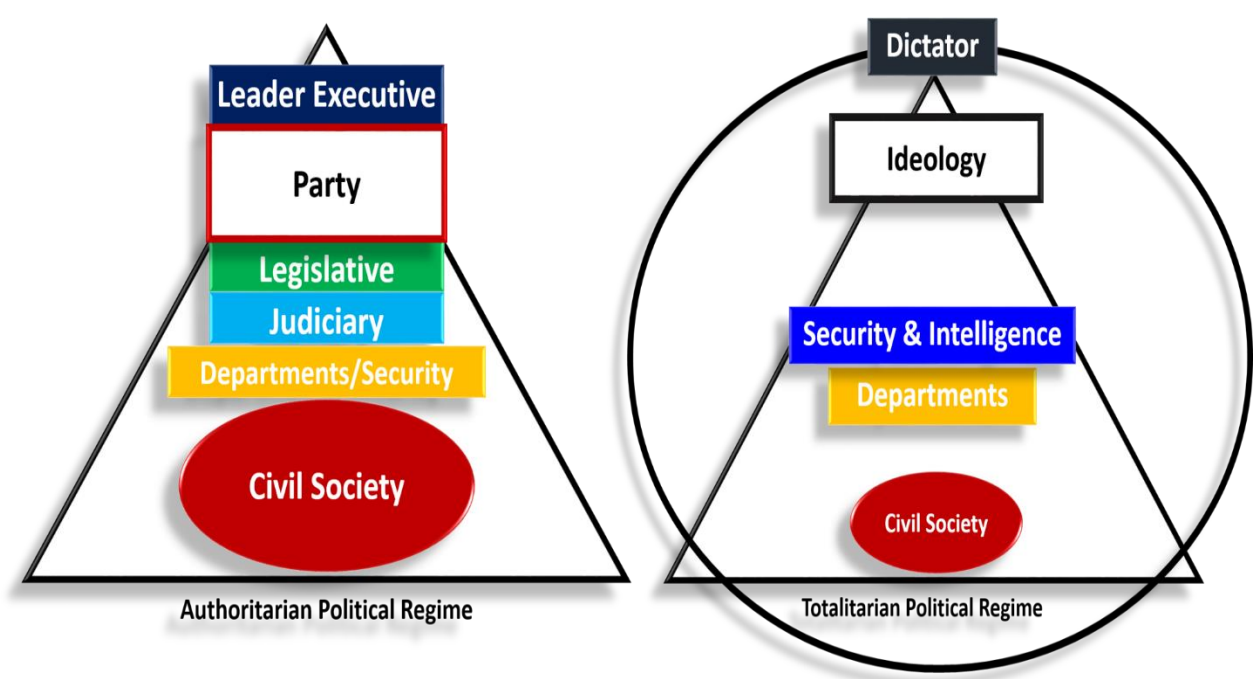 Leader Executive
Party
Legislative
Judiciary
Departments/Security
Civil Society
Authoritarian Political Regime
Dictator
Ideology
Security & Intelligence
Departments
Civil Society
Totalitarian Political Regime